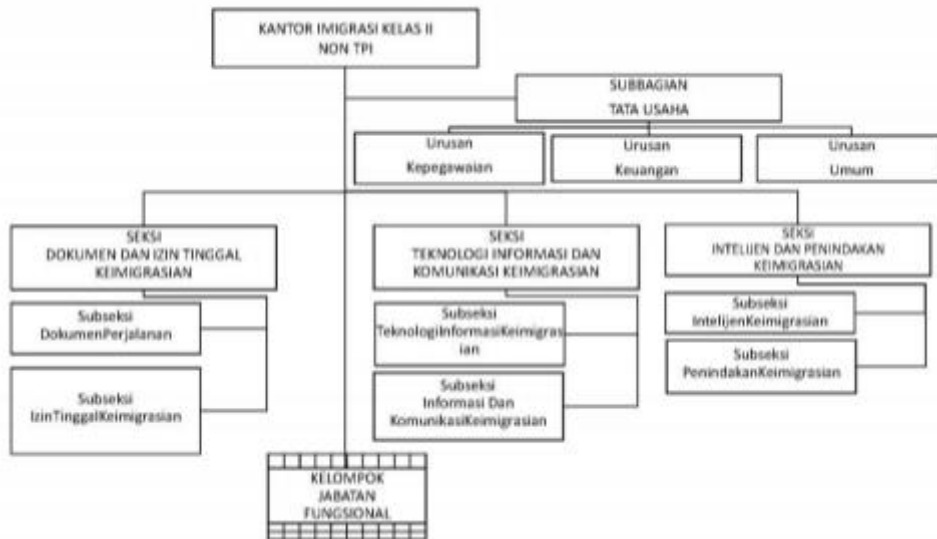 KANTOR IMIGRASI KELAS II
NON TPI
SUBBAGIAN
TATA USAHA
Urusan
Kepegawaian
Urusan
Keuangan
Urusan
Umum
SEKSI
DOKUMEN DAN IZIN TINGGAL
KEIMIGRASIAN
SEKSI
TEKNOLOGI INFORMASI DAN
KOMUNIKASI KEIMIGRASIAN
SEKSI
INTELIJEN DAN PENINDAKAN
KEIMIGRASIAN
Subseksi
DokumenPerjalanan
Subseksi
IzinTinggalKeimigrasian
Subseksi
TeknologiInformasiKeimigras
ian
Subseksi
Informasi Dan
KomunikasiKeimigrasian
Subseksi
IntelijenKeimigrasian
Subseksi
PenindakanKeimigrasian
KELOMPOK
JABATAN
FUNGSIONAL